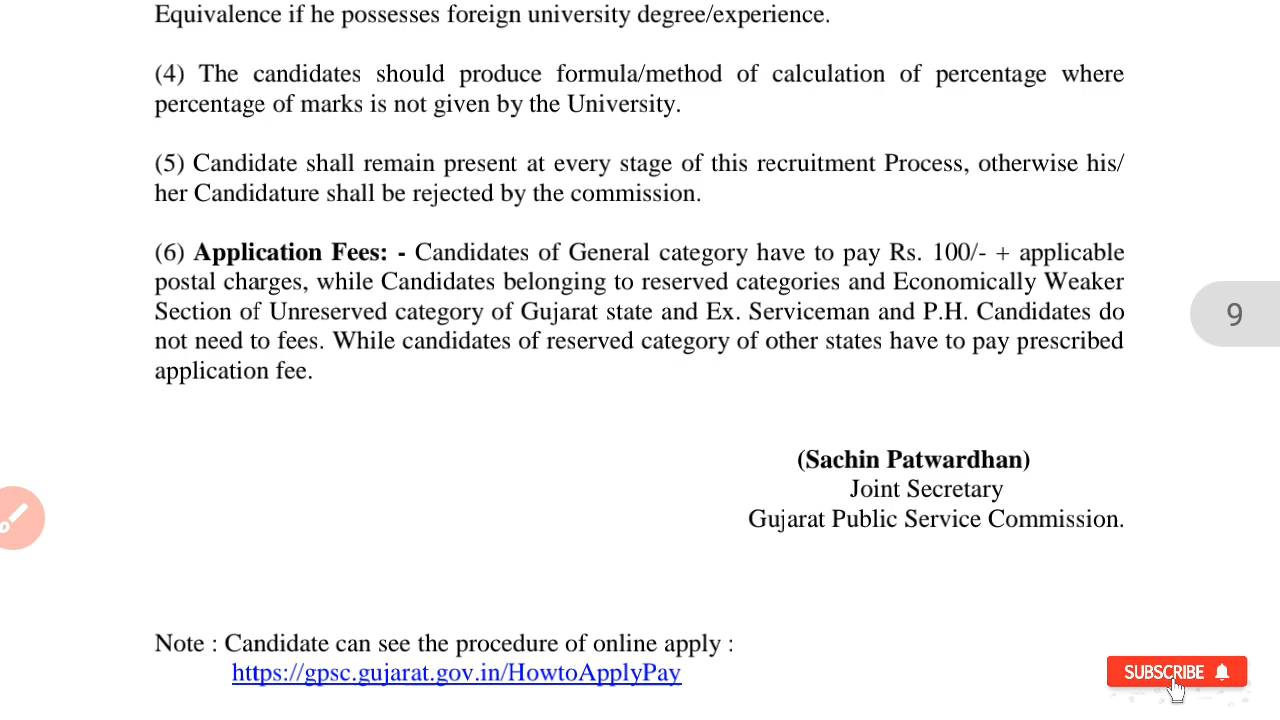 Equivalence if he possesses foreign university degree/experience.
(4) The candidates should produce formula/method of calculation of percentage where
percentage of marks is not given by the University.
(5) Candidate shall remain present at every stage of this recruitment Process, otherwise his/
her Candidature shall be rejected by the commission.
(6) Application Fees: - Candidates of General category have to pay Rs. 100/- + applicable
postal charges, while Candidates belonging to reserved categories and Economically Weaker
Section of Unreserved category of Gujarat state and Ex. Serviceman and P.H. Candidates do
not need to fees. While candidates of reserved category of other states have to pay prescribed
application fee.
9
(Sachin Patwardhan)
Joint Secretary
Gujarat Public Service Commission.
Note : Candidate can see the procedure of online apply :
https://gpsc.gujarat.gov.in/HowtoApplyPay
SUBSCRIBE